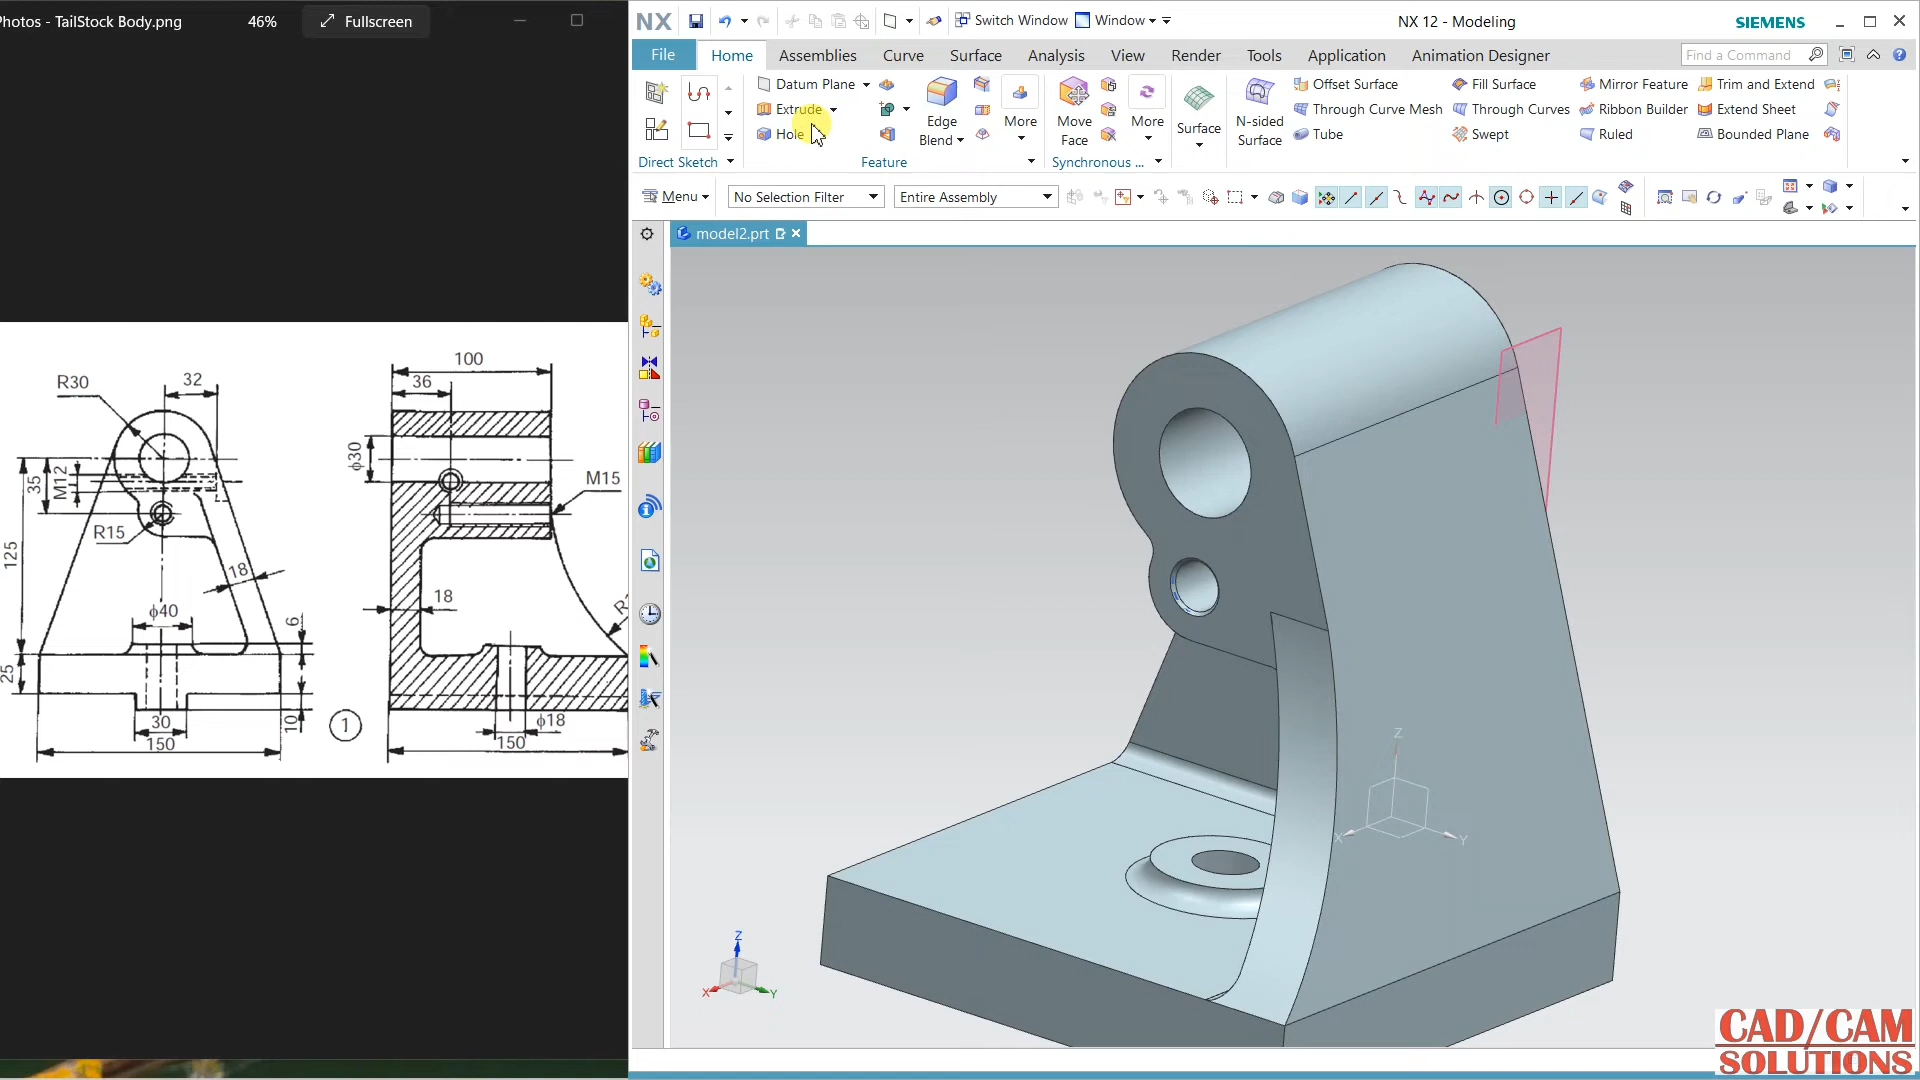 Photos - TailStock Body.png
46%
Fullscreen
100
36
R30
32
ϕ30
M15
35
M12
R15
125
18
ϕ40
18
6
25
30
10
150
1
ϕ18
150
NX
Switch Window
Window
NX 12 - Modeling
SIEMENS
File
Home
Assemblies
Curve
Surface
Analysis
View
Render
Tools
Application
Animation Designer
Find a Command
Datum Plane
Extrude
Hole
Edge
Blend
More
Move
Face
More
Surface
N-sided
Surface
Offset Surface
Through Curve Mesh
Tube
Fill Surface
Through Curves
Swept
Mirror Feature
Ribbon Builder
Ruled
Trim and Extend
Extend Sheet
Bounded Plane
Direct Sketch
Feature
Synchronous ...
Menu
No Selection Filter
Entire Assembly
model2.prt
Z
X
Y
Z
X
Y
CAD/CAM
SOLUTIONS